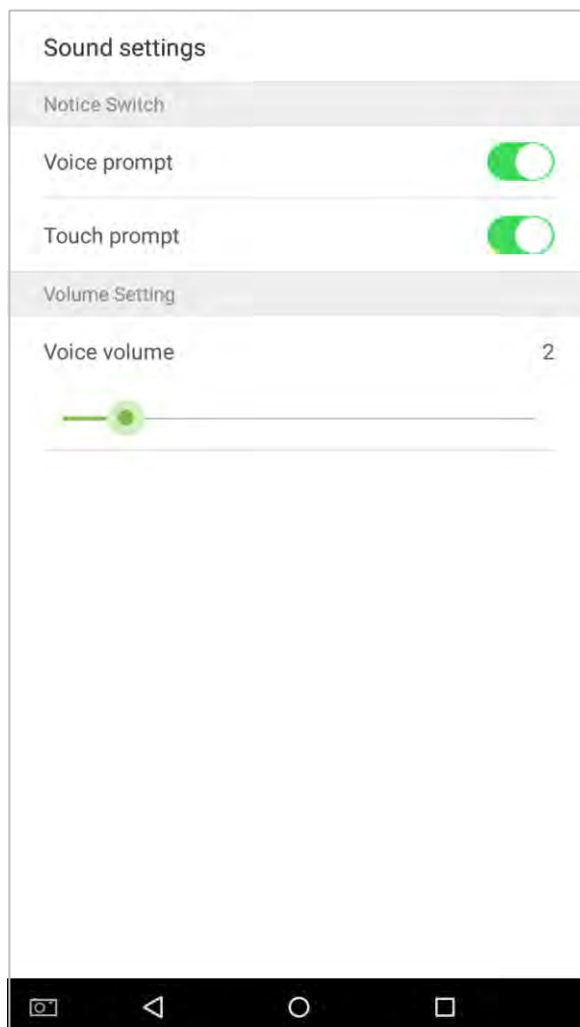 Sound settings
Notice Switch
Voice prompt
Touch prompt
Volume Setting
Voice volume 2